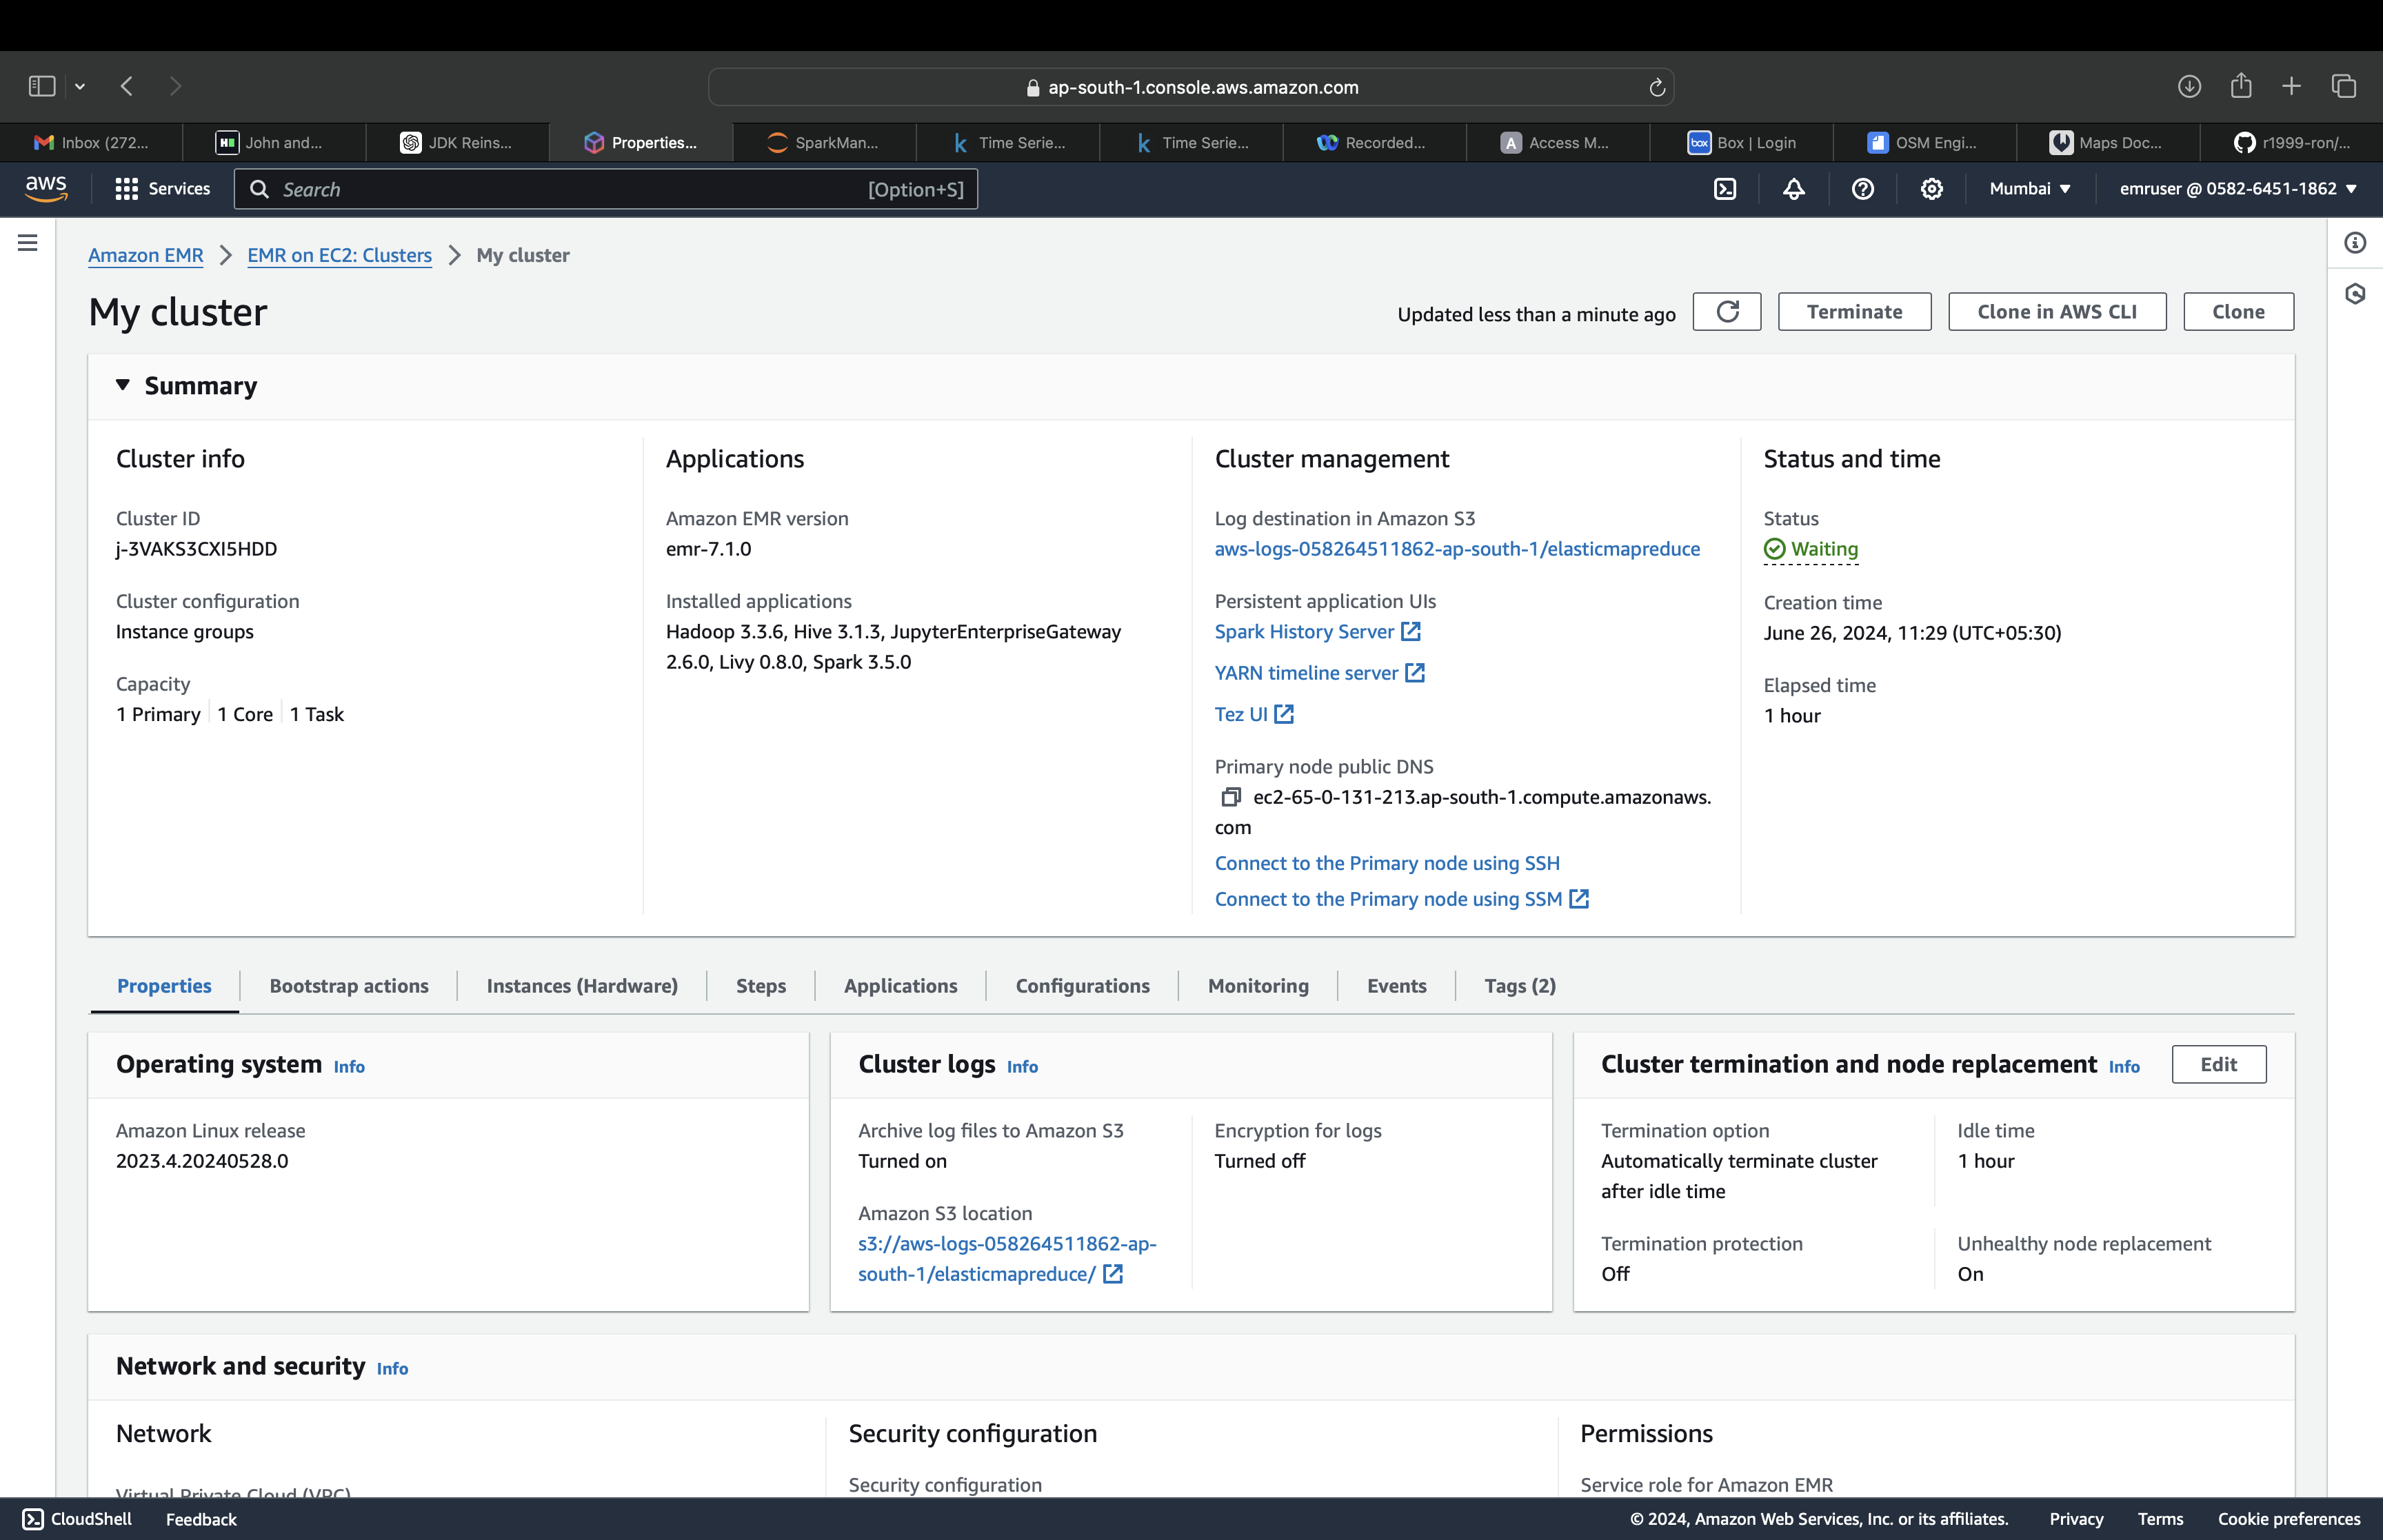 ap-south-1.console.aws.amazon.com
Inbox (272...
John and...
JDK Reins...
Properties...
SparkMan...
Time Serie...
Time Serie...
Recorded...
Access M...
Box | Login
OSM Engi...
Maps Doc...
r1999-ron/...
aws
Services
Search
[Option+S]
Mumbai
emruser @ 0582-6451-1862
Amazon EMR
EMR on EC2: Clusters
My cluster
My cluster
Updated less than a minute ago
Terminate
Clone in AWS CLI
Clone
Summary
Cluster info
Cluster ID
j-3VAKS3CXI5HDD
Cluster configuration
Instance groups
Capacity
1 Primary 1 Core 1 Task
Applications
Amazon EMR version
emr-7.1.0
Installed applications
Hadoop 3.3.6, Hive 3.1.3, JupyterEnterpriseGateway
2.6.0, Livy 0.8.0, Spark 3.5.0
Cluster management
Log destination in Amazon S3
aws-logs-058264511862-ap-south-1/elasticmapreduce
Persistent application UIs
Spark History Server
YARN timeline server
Tez UI
Primary node public DNS
ec2-65-0-131-213.ap-south-1.compute.amazonaws.
com
Connect to the Primary node using SSH
Connect to the Primary node using SSM
Status and time
Status
Waiting
Creation time
June 26, 2024, 11:29 (UTC+05:30)
Elapsed time
1 hour
Properties
Bootstrap actions
Instances (Hardware)
Steps
Applications
Configurations
Monitoring
Events
Tags (2)
Operating system Info
Amazon Linux release
2023.4.20240528.0
Cluster logs Info
Archive log files to Amazon S3
Turned on
Amazon S3 location
s3://aws-logs-058264511862-ap-
south-1/elasticmapreduce/
Encryption for logs
Turned off
Cluster termination and node replacement Info
Edit
Termination option
Automatically terminate cluster
after idle time
Idle time
1 hour
Termination protection
Off
Unhealthy node replacement
On
Network and security Info
Network
Virtual Private Cloud (VPC)
Security configuration
Security configuration
Permissions
Service role for Amazon EMR
CloudShell
Feedback
© 2024, Amazon Web Services, Inc. or its affiliates.
Privacy
Terms
Cookie preferences